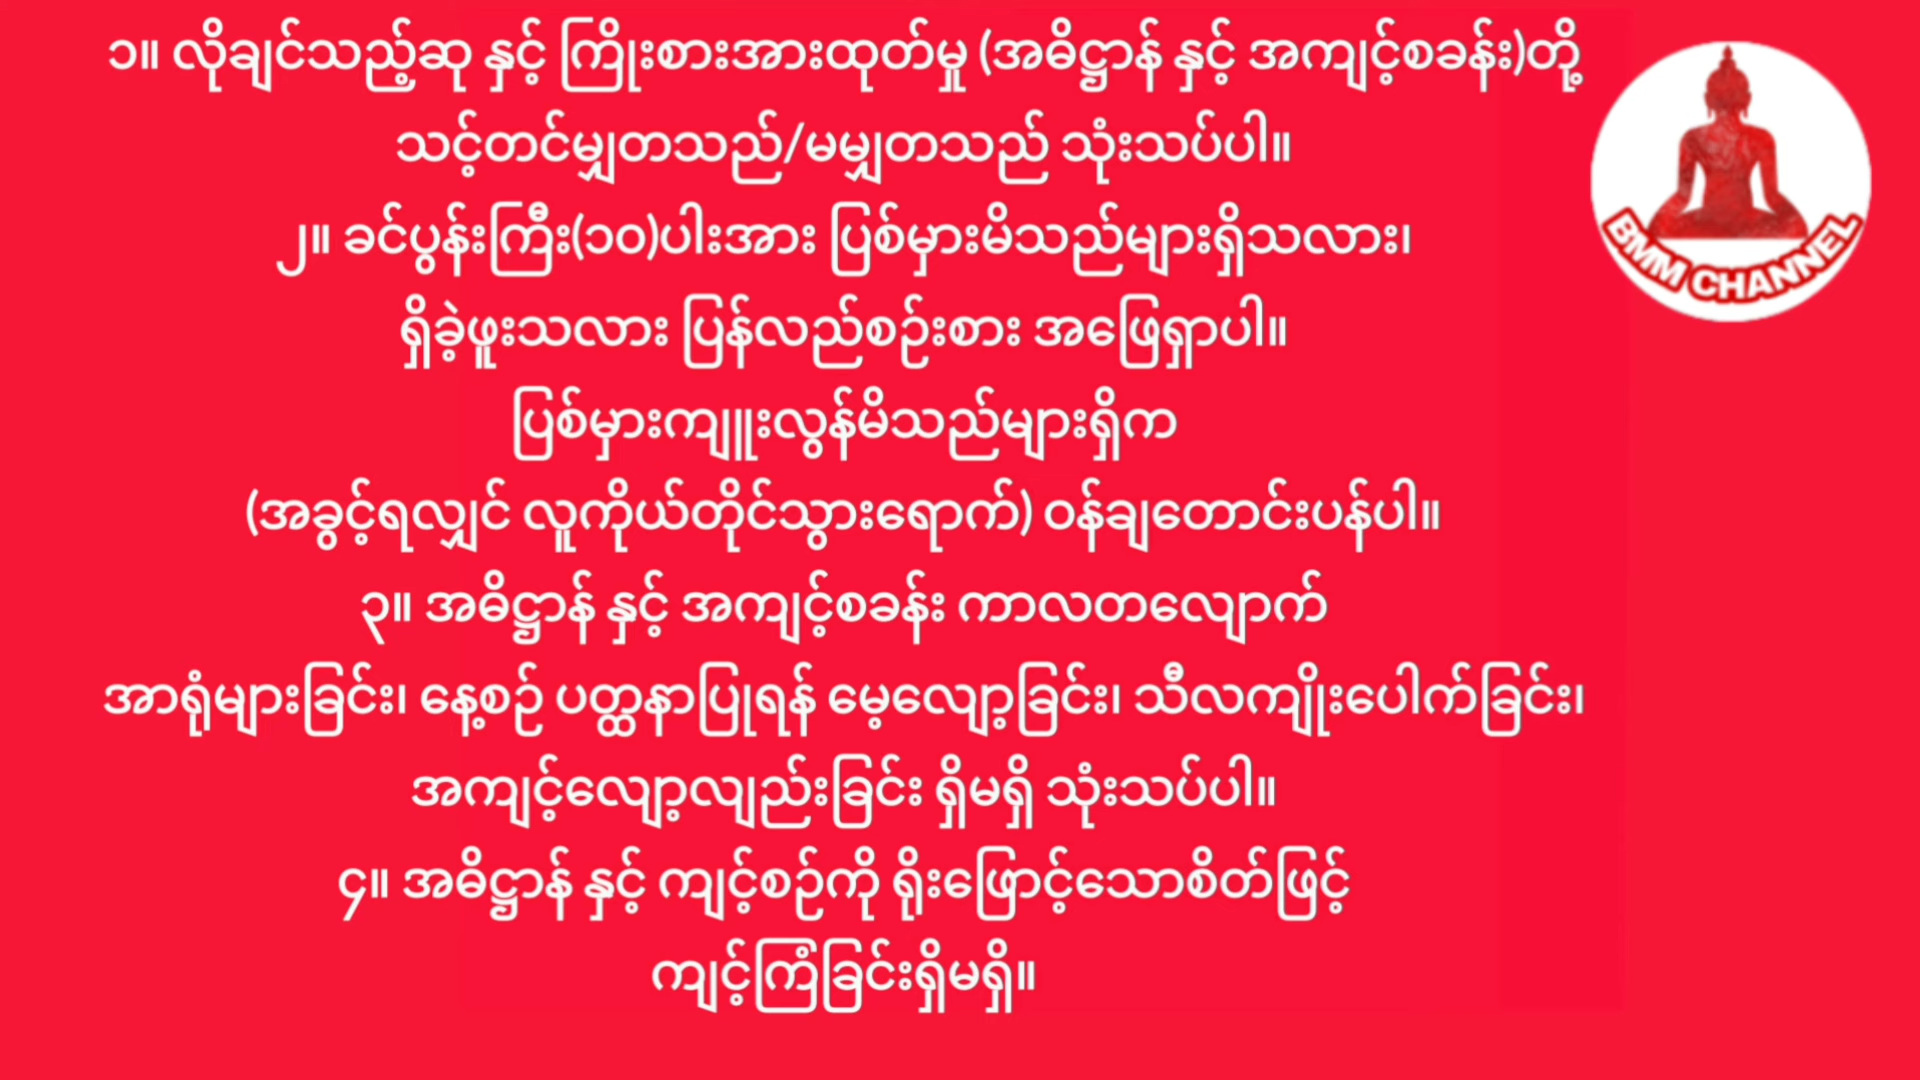 ၁။ လိုချင်သည့်ဆု နှင့် ကြိုးစားအားထုတ်မှု (အဓိဋ္ဌာန် နှင့် အကျင့်စခန်း)တို့
သင့်တင်မျှတသည်/မမျှတသည် သုံးသပ်ပါ။
၂။ ခင်ပွန်းကြီး(၁၀)ပါးအား ပြစ်မှားမိသည်များရှိသလား၊
ရှိခဲ့ဖူးသလား ပြန်လည်စဉ်းစား အဖြေရှာပါ။
ပြစ်မှားကျူးလွန်မိသည်များရှိက
(အခွင့်ရလျှင် လူကိုယ်တိုင်သွားရောက်) ဝန်ချတောင်းပန်ပါ။
၃။ အဓိဋ္ဌာန် နှင့် အကျင့်စခန်း ကာလတလျောက်
အာရုံများခြင်း၊ နေ့စဉ် ပတ္ထနာပြုရန် မေ့လျော့ခြင်း၊ သီလကျိုးပေါက်ခြင်း၊
အကျင့်လျော့လျည်းခြင်း ရှိမရှိ သုံးသပ်ပါ။
၄။ အဓိဋ္ဌာန် နှင့် ကျင့်စဉ်ကို ရိုးဖြောင့်သောစိတ်ဖြင့်
ကျင့်ကြံခြင်းရှိမရှိ။
BMM CHANNEL